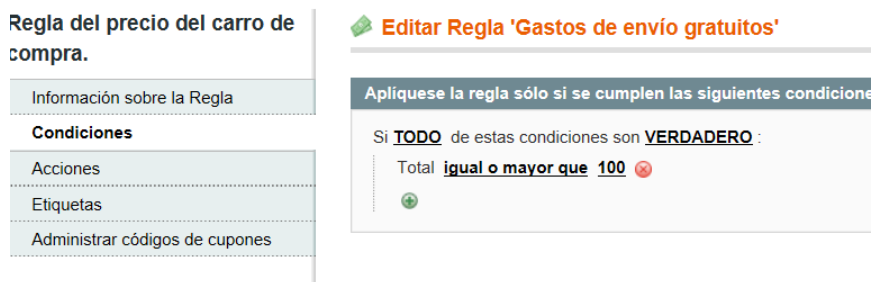 Regla del precio del carro de
compra.
Información sobre la Regla
Condiciones
Acciones
Etiquetas
Administrar códigos de cupones
Editar Regla 'Gastos de envío gratuitos'
Aplíquese la regla sólo si se cumplen las siguientes condicione
Si TODO de estas condiciones son VERDADERO :
Total igual o mayor que 100